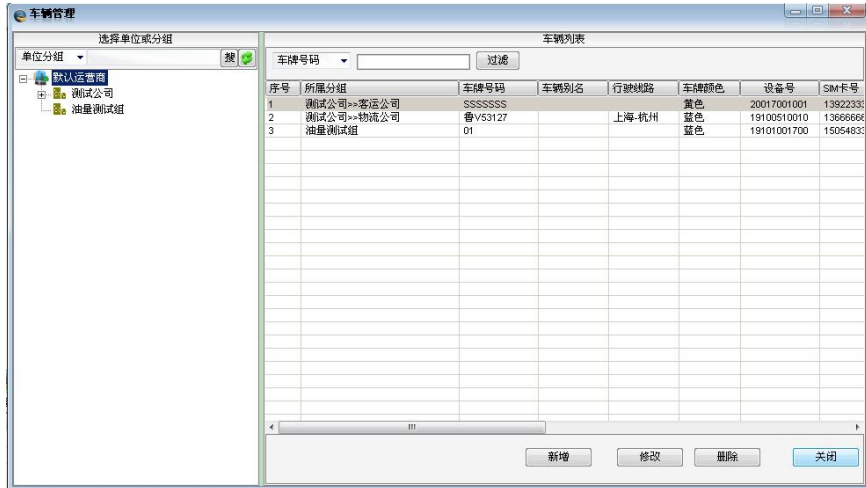 车辆管理
选择单位或分组
单位分组
搜
默认运营商
测试公司
油量测试组
车辆列表
车牌号码
过滤
序号 所属分组 车牌号码 车辆别名 行驶线路 车牌颜色 设备号 SIM卡号
1 测试公司>>客运公司 SSSSSSS 黄色 20017001001 13922333
2 测试公司>>物流公司 鲁V53127 上海-杭州 蓝色 19100510010 13666666
3 油量测试组 01 蓝色 19101001700 15054833
新增 修改 删除 关闭